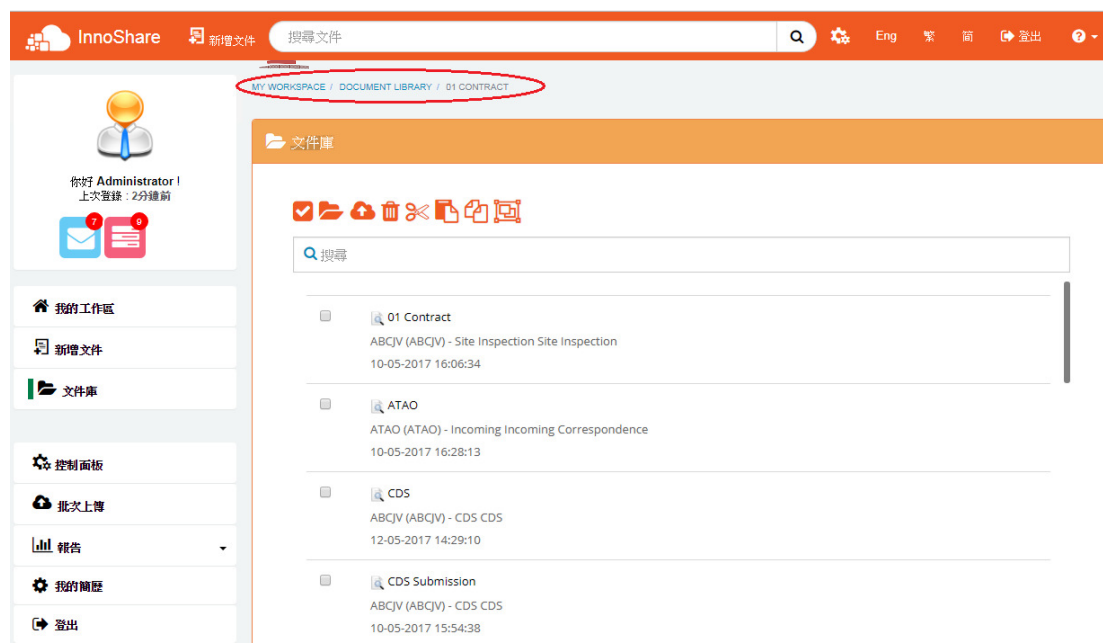 InnoShare 新增文件 搜尋文件 Eng 繁 简 登出
MY WORKSPACE / DOCUMENT LIBRARY / 01 CONTRACT
文件庫
你好 Administrator !
上次登錄 : 2分鐘前
7 9
搜尋
我的工作區
新增文件
文件庫
控制面板
批次上傳
報告
我的簡歷
登出
01 Contract
ABCJV (ABCJV) - Site Inspection Site Inspection
10-05-2017 16:06:34
ATAO
ATAO (ATAO) - Incoming Incoming Correspondence
10-05-2017 16:28:13
CDS
ABCJV (ABCJV) - CDS CDS
12-05-2017 14:29:10
CDS Submission
ABCJV (ABCJV) - CDS CDS
10-05-2017 15:54:38